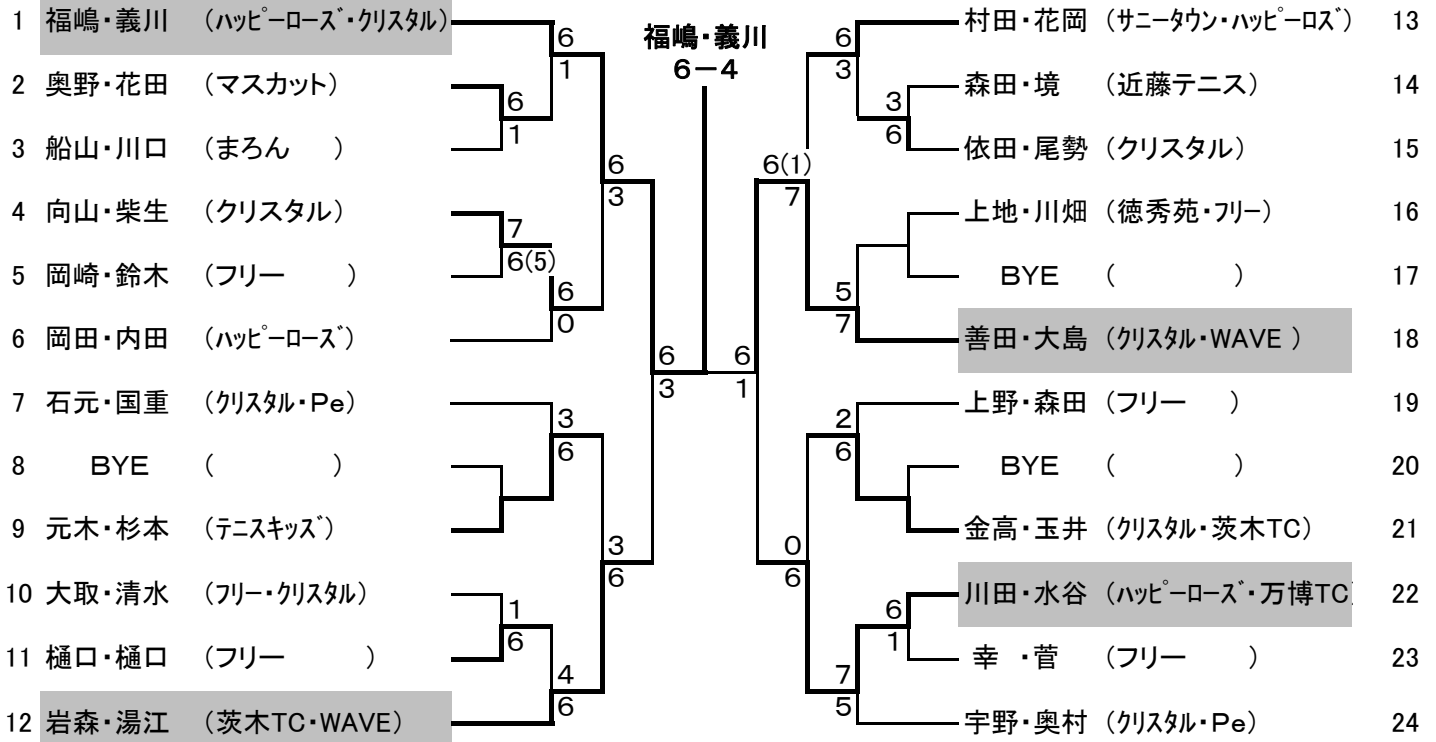 1 福嶋・義川 (ハッピーローズ・クリスタル)
2 奥野・花田 (マスカット)
3 船山・川口 (まろん )
4 向山・柴生 (クリスタル)
5 岡崎・鈴木 (フリー )
6 岡田・内田 (ハッピーローズ)
7 石元・国重 (クリスタル・Pe)
8 BYE ( )
9 元木・杉本 (テニスキッズ)
10 大取・清水 (フリー・クリスタル)
11 樋口・樋口 (フリー )
12 岩森・湯江 (茨木TC・WAVE)
6
1
6
1
7
6(5)
6
0
6
3
3
6
1
6
4
6
3
6
6
3
福嶋・義川
6-4
6
1
6
3
3
6
6(1)
7
5
7
2
6
0
6
6
1
7
5
村田・花岡 (サニータウン・ハッピーロズ) 13
森田・境 (近藤テニス) 14
依田・尾勢 (クリスタル) 15
上地・川畑 (徳秀苑・フリー) 16
BYE ( ) 17
善田・大島 (クリスタル・WAVE ) 18
上野・森田 (フリー ) 19
BYE ( ) 20
金高・玉井 (クリスタル・茨木TC) 21
川田・水谷 (ハッピーローズ・万博TC) 22
幸 ・菅 (フリー ) 23
宇野・奥村 (クリスタル・Pe) 24